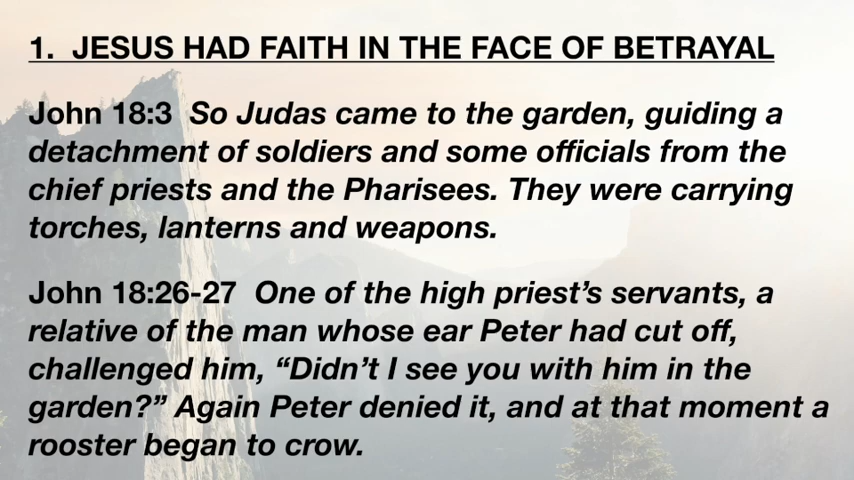 1.  JESUS HAD FAITH IN THE FACE OF BETRAYAL
John 18:3  So Judas came to the garden, guiding a
detachment of soldiers and some officials from the
chief priests and the Pharisees. They were carrying
torches, lanterns and weapons.
John 18:26-27  One of the high priest’s servants, a
relative of the man whose ear Peter had cut off,
challenged him, “Didn’t I see you with him in the
garden?” Again Peter denied it, and at that moment a
rooster began to crow.